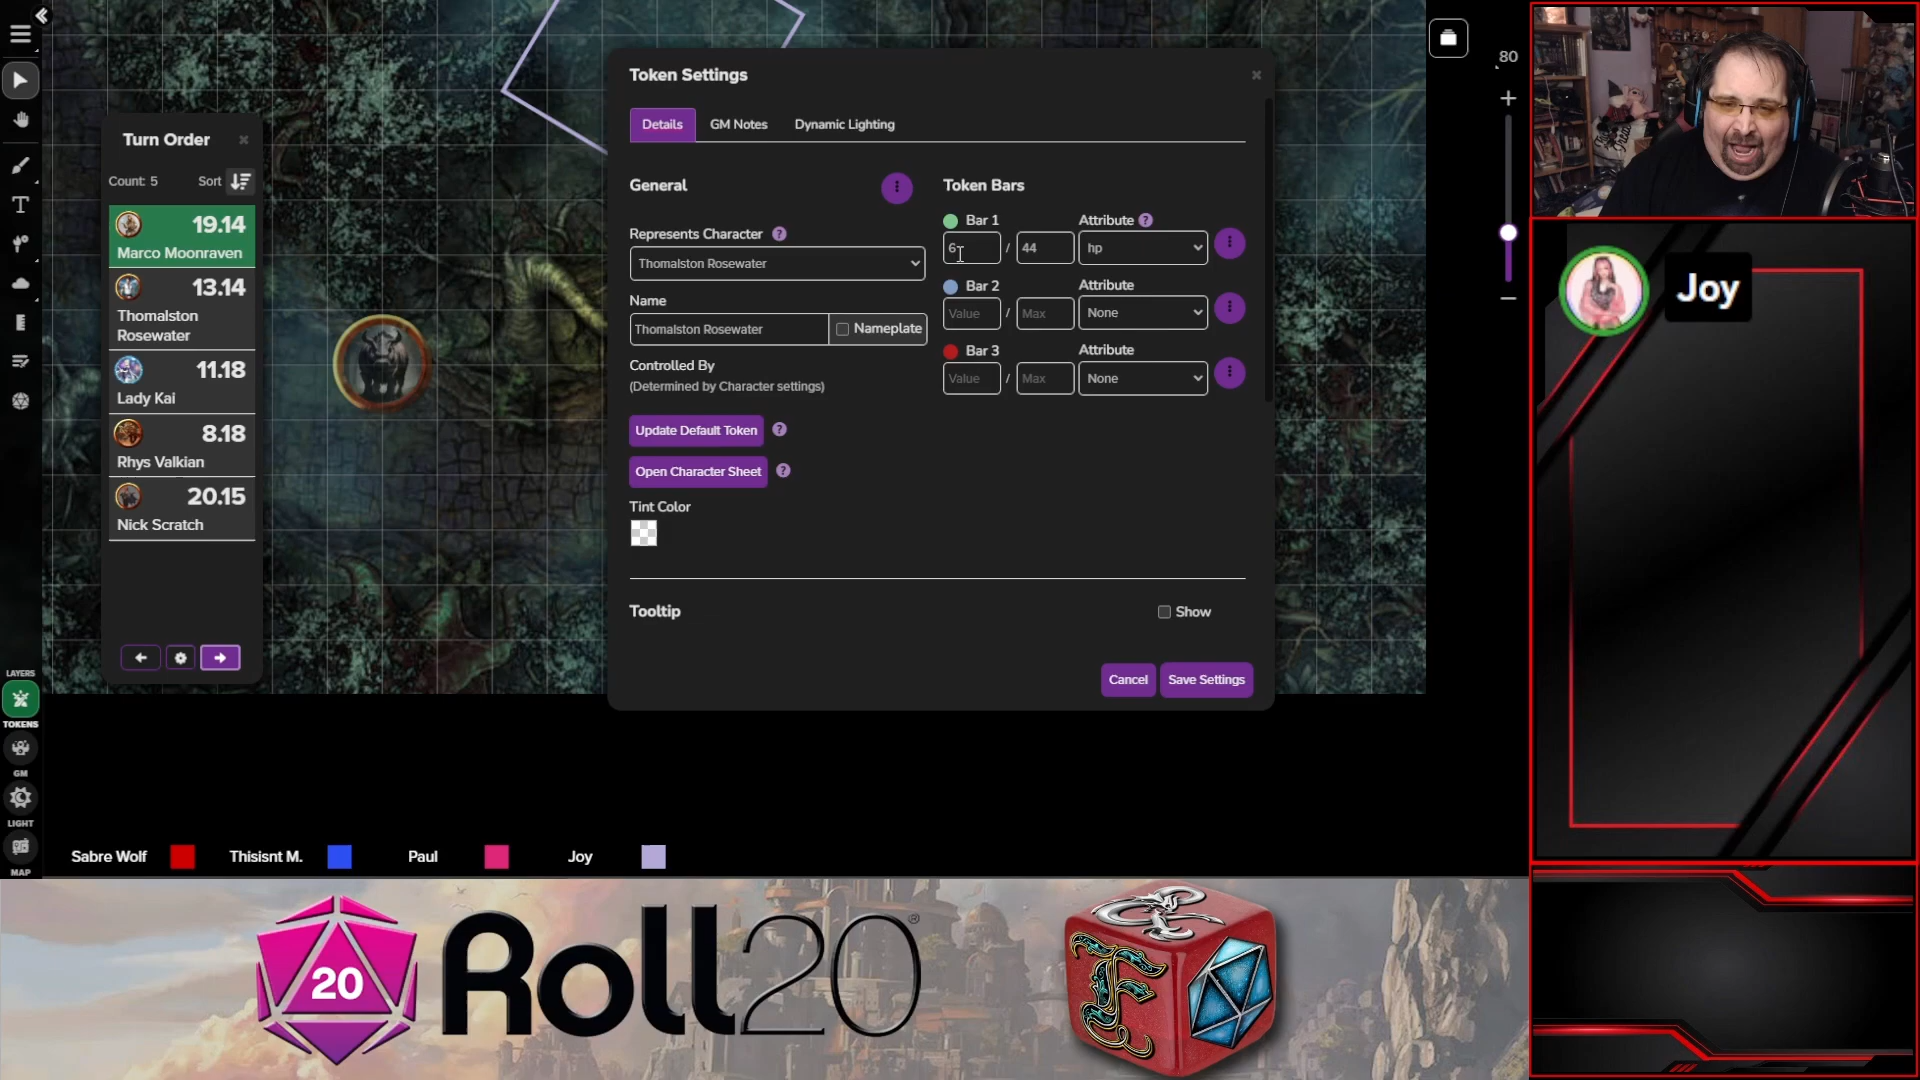 Token Settings
Details GM Notes Dynamic Lighting
General
Represents Character ?
Thomalston Rosewater
Name
Thomalston Rosewater Nameplate
Controlled By
(Determined by Character settings)
Update Default Token ?
Open Character Sheet ?
Tint Color
Token Bars
Bar 1 Attribute ?
6 / 44 hp
Bar 2 Attribute
Value / Max None
Bar 3 Attribute
Value / Max None
Tooltip Show
Cancel Save Settings
Turn Order
Count: 5 Sort
19.14
Marco Moonraven
13.14
Thomalston
Rosewater
11.18
Lady Kai
8.18
Rhys Valkian
20.15
Nick Scratch
LAYERS
TOKENS
GM
LIGHT
MAP
80
Joy
Sabre Wolf Thisisnt M. Paul Joy
20 Roll20®